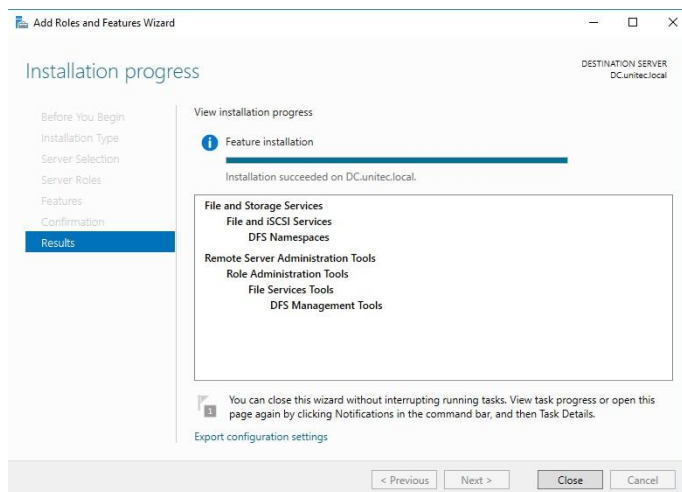 Add Roles and Features Wizard
Installation progress
DESTINATION SERVER
DC.unitec.local
Before You Begin
Installation Type
Server Selection
Server Roles
Features
Confirmation
Results
View installation progress
Feature installation
Installation succeeded on DC.unitec.local.
File and Storage Services
File and iSCSI Services
DFS Namespaces
Remote Server Administration Tools
Role Administration Tools
File Services Tools
DFS Management Tools
1
You can close this wizard without interrupting running tasks. View task progress or open this
page again by clicking Notifications in the command bar, and then Task Details.
Export configuration settings
< Previous
Next >
Close
Cancel